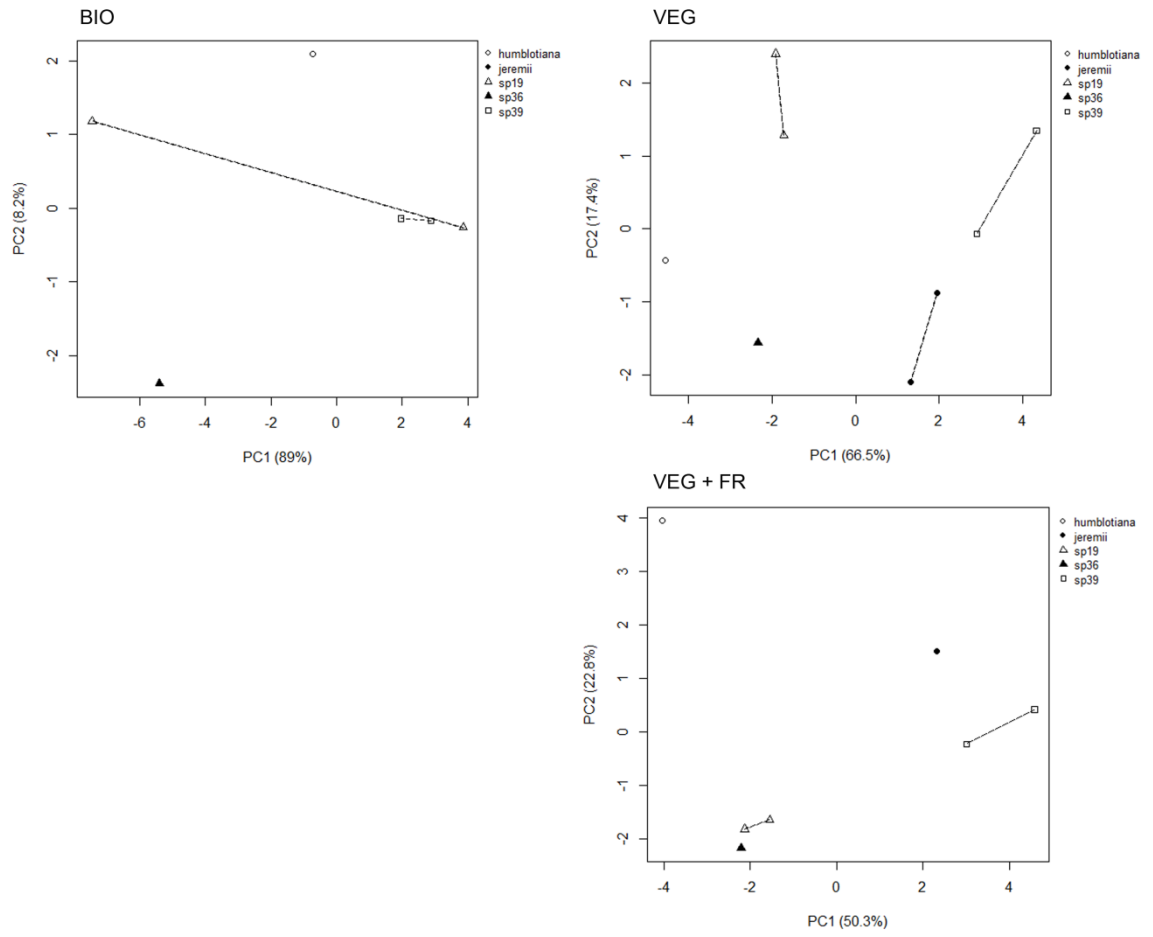 BIO
2
1
0
-1
-2
PC2 (8.2%)
-6
-4
-2
0
2
4
PC1 (89%)
humblotiana
jeremii
sp19
sp36
sp39
VEG
2
1
0
-1
-2
PC2 (17.4%)
-4
-2
0
2
4
PC1 (66.5%)
humblotiana
jeremii
sp19
sp36
sp39
VEG + FR
4
3
2
1
0
-1
-2
PC2 (22.8%)
-4
-2
0
2
4
PC1 (50.3%)
humblotiana
jeremii
sp19
sp36
sp39